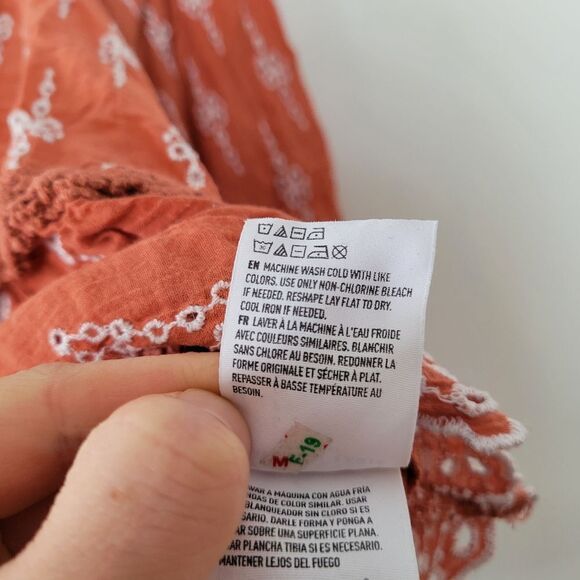 EN MACHINE WASH COLD WITH LIKE
COLORS. USE ONLY NON-CHLORINE BLEACH
IF NEEDED. RESHAPE LAY FLAT TO DRY.
COOL IRON IF NEEDED.
FR LAVER À LA MACHINE À L'EAU FROIDE
AVEC COULEURS SIMILAIRES. BLANCHIR
SANS CHLORE AU BESOIN. REDONNER LA
FORME ORIGINALE ET SÉCHER À PLAT.
REPASSER À BASSE TEMPÉRATURE AU
BESOIN.
M E-19
AVAR A MÁQUINA CON AGUA FRÍA
NDAS DE COLOR SIMILAR. USAR
BLANQUEADOR SIN CLORO SI ES
SARIO. DARLE FORMA Y PONGA A
AR SOBRE UNA SUPERFICIE PLANA.
AR PLANCHA TIBIA SI ES NECESARIO.
MANTENER LEJOS DEL FUEGO